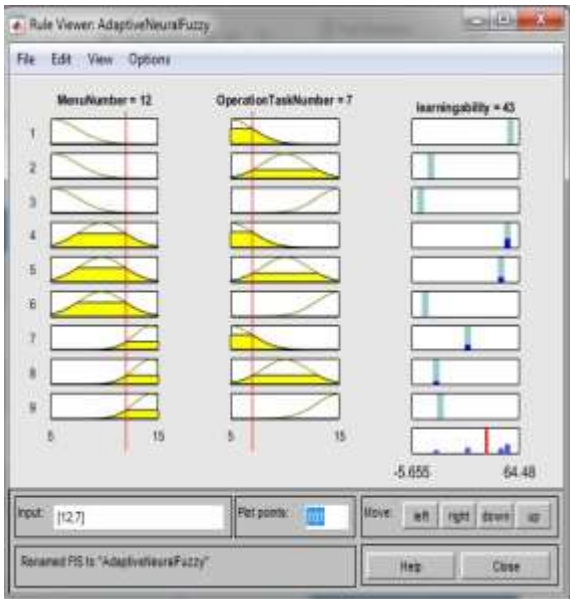 Rule Viewer: AdaptiveNeuralFuzzy
File Edit View Options
MenuNumber = 12
OperationTaskNumber = 7
learningability = 43
1
2
3
4
5
6
7
8
9
5 15
5 15
-5.655 64.48
Input: [12,7]
Plot points: 101
Move: left right down up
Renamed FIS to "AdaptiveNeuralFuzzy"
Help Close